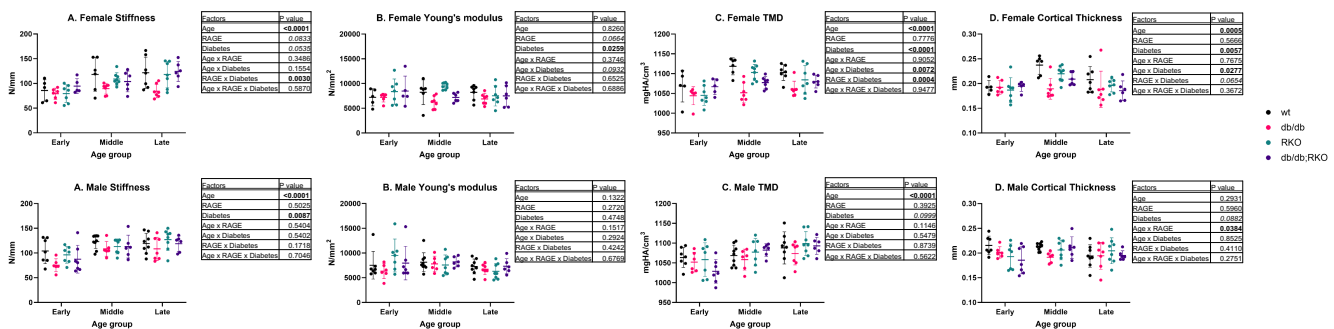 A. Female Stiffness
N/mm
200
150
100
50
0
Early Middle Late
Age group
Factors P value
Age <0.0001
RAGE 0.0833
Diabetes 0.0535
Age x RAGE 0.3486
Age x Diabetes 0.1554
RAGE x Diabetes 0.0030
Age x RAGE x Diabetes 0.5870
B. Female Young's modulus
N/mm²
20000
15000
10000
5000
0
Early Middle Late
Age group
Factors P value
Age 0.8260
RAGE 0.0664
Diabetes 0.0259
Age x RAGE 0.3746
Age x Diabetes 0.0932
RAGE x Diabetes 0.6525
Age x RAGE x Diabetes 0.6886
C. Female TMD
mgHA/cm³
1200
1150
1100
1050
1000
950
Early Middle Late
Age group
Factors P value
Age <0.0001
RAGE 0.7776
Diabetes <0.0001
Age x RAGE 0.9052
Age x Diabetes 0.0072
RAGE x Diabetes 0.0004
Age x RAGE x Diabetes 0.9477
D. Female Cortical Thickness
mm
0.30
0.25
0.20
0.15
0.10
Early Middle Late
Age group
Factors P value
Age 0.0005
RAGE 0.5666
Diabetes 0.0057
Age x RAGE 0.7675
Age x Diabetes 0.0277
RAGE x Diabetes 0.0654
Age x RAGE x Diabetes 0.3672
wt
db/db
RKO
db/db;RKO
A. Male Stiffness
N/mm
200
150
100
50
0
Early Middle Late
Age group
Factors P value
Age <0.0001
RAGE 0.5025
Diabetes 0.0087
Age x RAGE 0.5404
Age x Diabetes 0.5402
RAGE x Diabetes 0.1718
Age x RAGE x Diabetes 0.7046
B. Male Young's modulus
N/mm²
20000
15000
10000
5000
0
Early Middle Late
Age group
Factors P value
Age 0.1322
RAGE 0.2720
Diabetes 0.4748
Age x RAGE 0.1517
Age x Diabetes 0.2924
RAGE x Diabetes 0.4242
Age x RAGE x Diabetes 0.6769
C. Male TMD
mgHA/cm³
1200
1150
1100
1050
1000
950
Early Middle Late
Age group
Factors P value
Age <0.0001
RAGE 0.3925
Diabetes 0.0999
Age x RAGE 0.1146
Age x Diabetes 0.5479
RAGE x Diabetes 0.8739
Age x RAGE x Diabetes 0.5622
D. Male Cortical Thickness
mm
0.30
0.25
0.20
0.15
0.10
Early Middle Late
Age group
Factors P value
Age 0.2931
RAGE 0.5960
Diabetes 0.0882
Age x RAGE 0.0384
Age x Diabetes 0.8525
RAGE x Diabetes 0.4110
Age x RAGE x Diabetes 0.2751